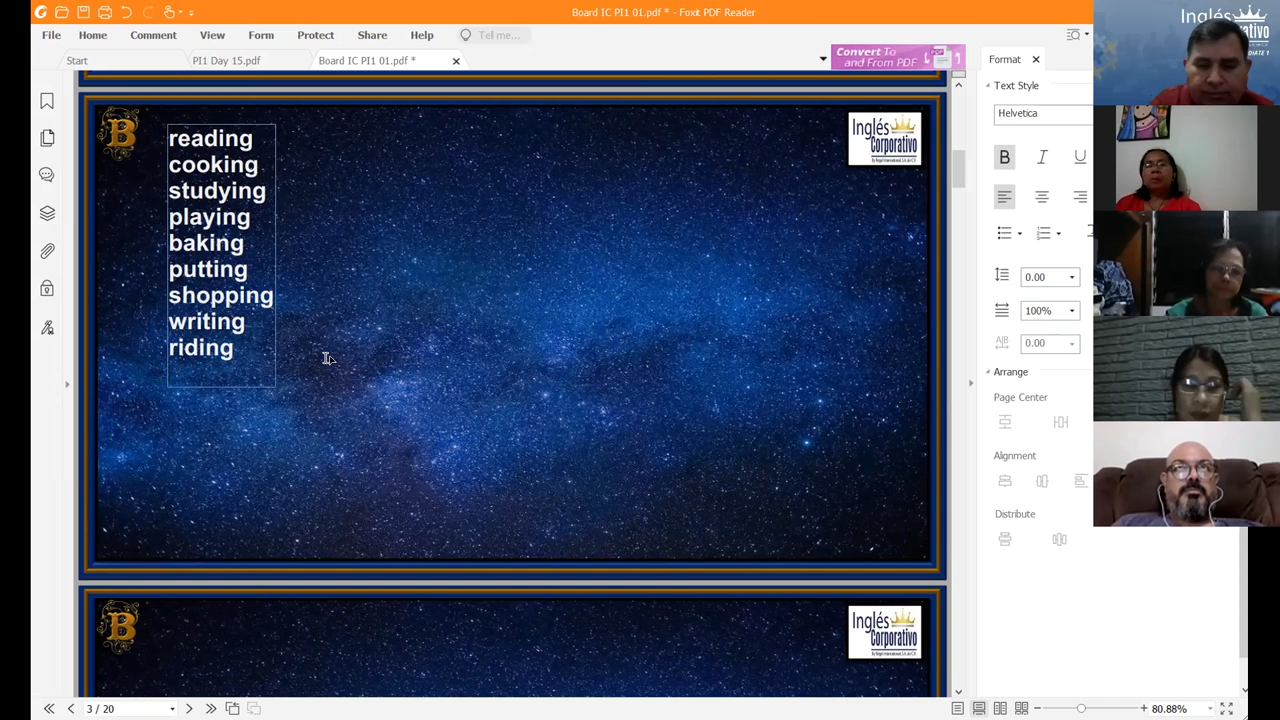 Board IC PI1 01.pdf * - Foxit PDF Reader
File Home Comment View Form Protect Share Help Tell me...
Start PI1 Day 15.pdf Board IC PI1 01.pdf *
Convert To
and From PDF
Format
Text Style
Helvetica
B I U
0.00
100%
0.00
Arrange
Page Center
Alignment
Distribute
B
reading
cooking
studying
playing
baking
putting
shopping
writing
riding
Inglés
Corporativo
B
Inglés
Corporativo
Inglés
Corporativo
3 / 20
80.88%